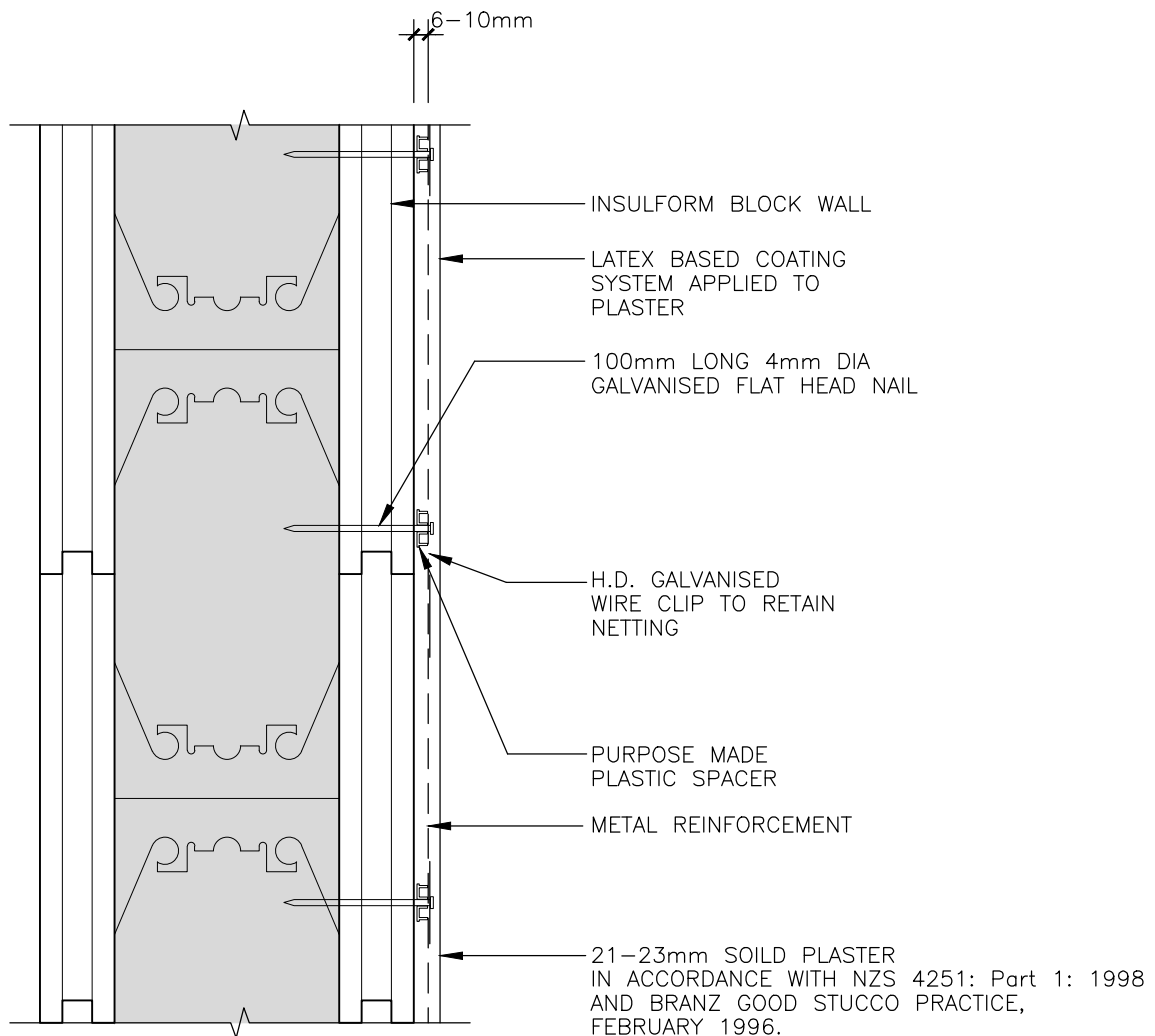 6-10mm
INSULFORM BLOCK WALL
LATEX BASED COATING
SYSTEM APPLIED TO
PLASTER
100mm LONG 4mm DIA
GALVANISED FLAT HEAD NAIL
H.D. GALVANISED
WIRE CLIP TO RETAIN
NETTING
PURPOSE MADE
PLASTIC SPACER
METAL REINFORCEMENT
21-23mm SOILD PLASTER
IN ACCORDANCE WITH NZS 4251: Part 1: 1998
AND BRANZ GOOD STUCCO PRACTICE,
FEBRUARY 1996.